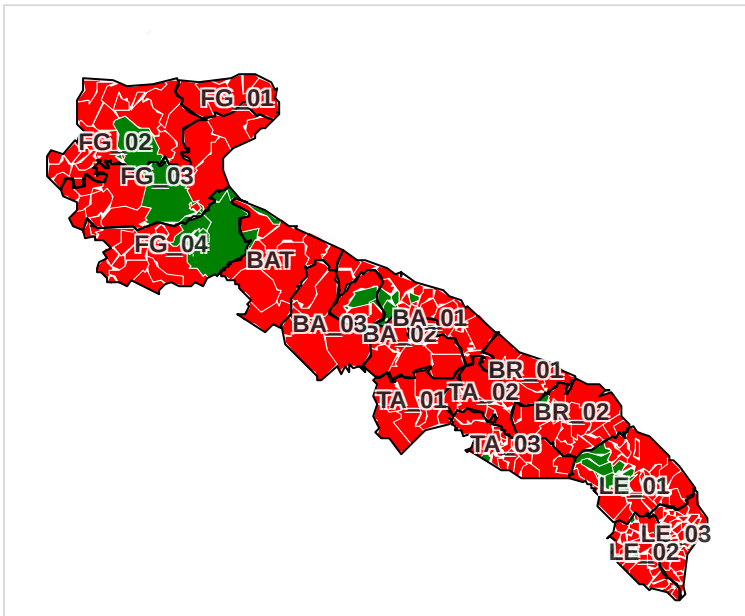 FG_01
FG_02
FG_03
FG_04
BAT
BA_01
BA_03
BA_02
BR_01
TA_02
TA_01
BR_02
TA_03
LE_01
LE_03
LE_02